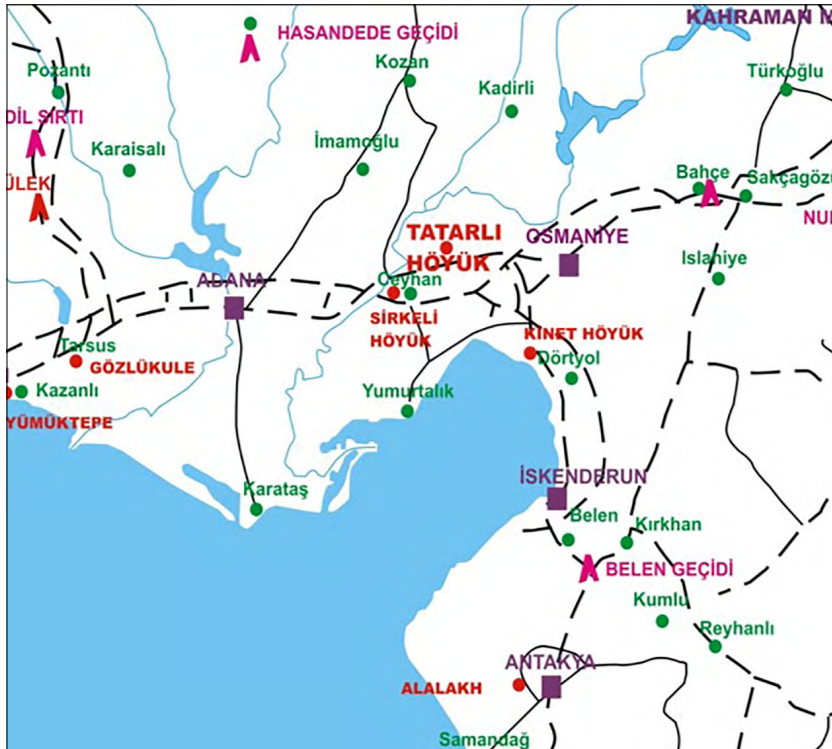 KAHRAMAN M
HASANDEDE GEÇİDİ
Pozantı
Kozan
Kadirli
Türkoğlu
DİL SIRTI
Karaisalı
İmamoğlu
ÜLEK
Bahçe
Sakçagözü
NUR
TATARLI
HÖYÜK
OSMANİYE
ADANA
Ceyhan
Islaniye
SİRKELİ
HÖYÜK
KİNET HÖYÜK
Tarsus
GÖZLÜKULE
Dörtyol
Kazanlı
Yumurtalık
YÜMÜKTEPE
Karataş
İSKENDERUN
Belen
Kırkhan
BELEN GEÇİDİ
Kumlu
Reyhanlı
ANTAKYA
ALALAKH
Samandağ